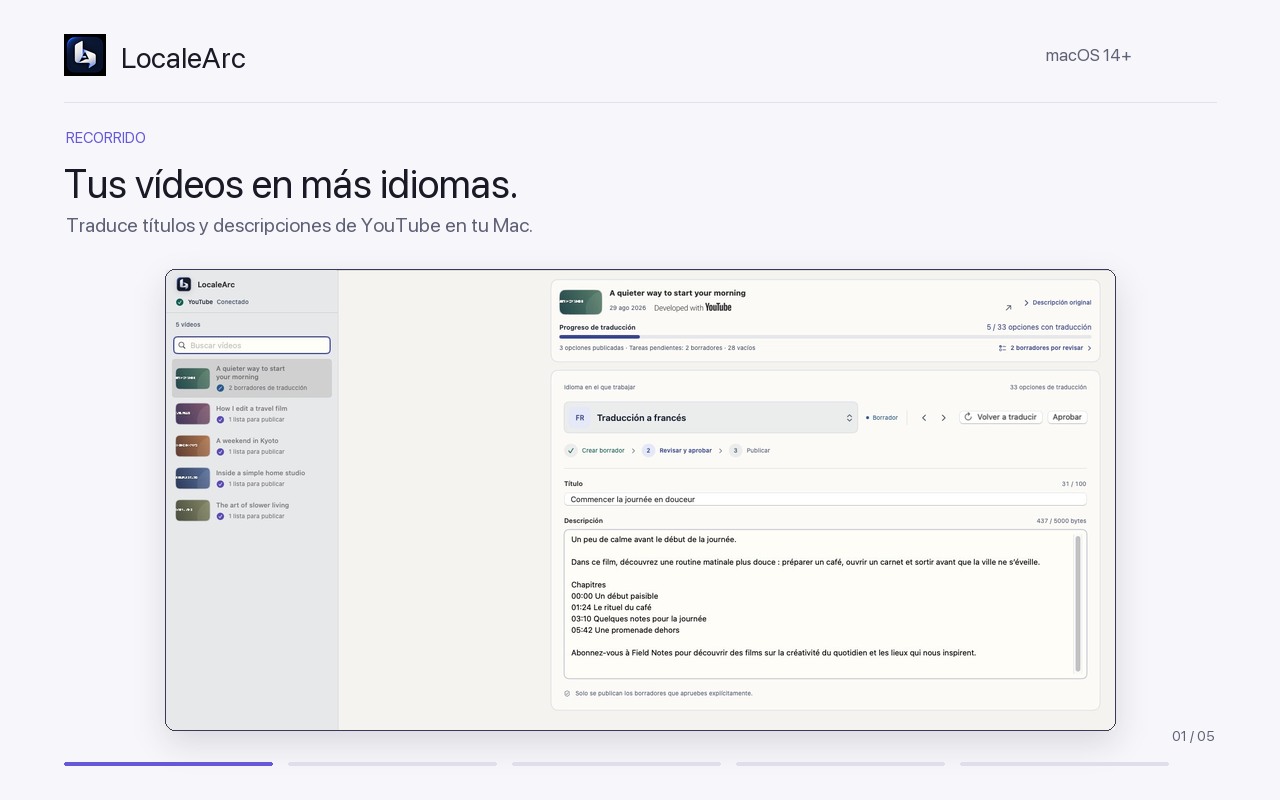 LocaleArc
macOS 14+
RECORRIDO
Tus vídeos en más idiomas.
Traduce títulos y descripciones de YouTube en tu Mac.
LocaleArc
YouTube Conectado
5 vídeos
Buscar vídeos
A quieter way to start
your morning
2 borradores de traducción
How I edit a travel film
1 lista para publicar
A weekend in Kyoto
1 lista para publicar
Inside a simple home studio
1 lista para publicar
The art of slower living
1 lista para publicar
A quieter way to start your morning
29 ago 2026 Developed with YouTube
Descripción original
Progreso de traducción
5 / 33 opciones con traducción
3 opciones publicadas · Tareas pendientes: 2 borradores · 28 vacíos
2 borradores por revisar
Idioma en el que trabajar
33 opciones de traducción
FR Traducción a francés
Borrador
Volver a traducir
Aprobar
Crear borrador
2 Revisar y aprobar
3 Publicar
Título
31 / 100
Commencer la journée en douceur
Descripción
437 / 5000 bytes
Un peu de calme avant le début de la journée.
Dans ce film, découvrez une routine matinale plus douce : préparer un café, ouvrir un carnet et sortir avant que la ville ne s'éveille.
Chapitres
00:00 Un début paisible
01:24 Le rituel du café
03:10 Quelques notes pour la journée
05:42 Une promenade dehors
Abonnez-vous à Field Notes pour découvrir des films sur la créativité du quotidien et les lieux qui nous inspirent.
Solo se publican los borradores que apruebes explícitamente.
01 / 05